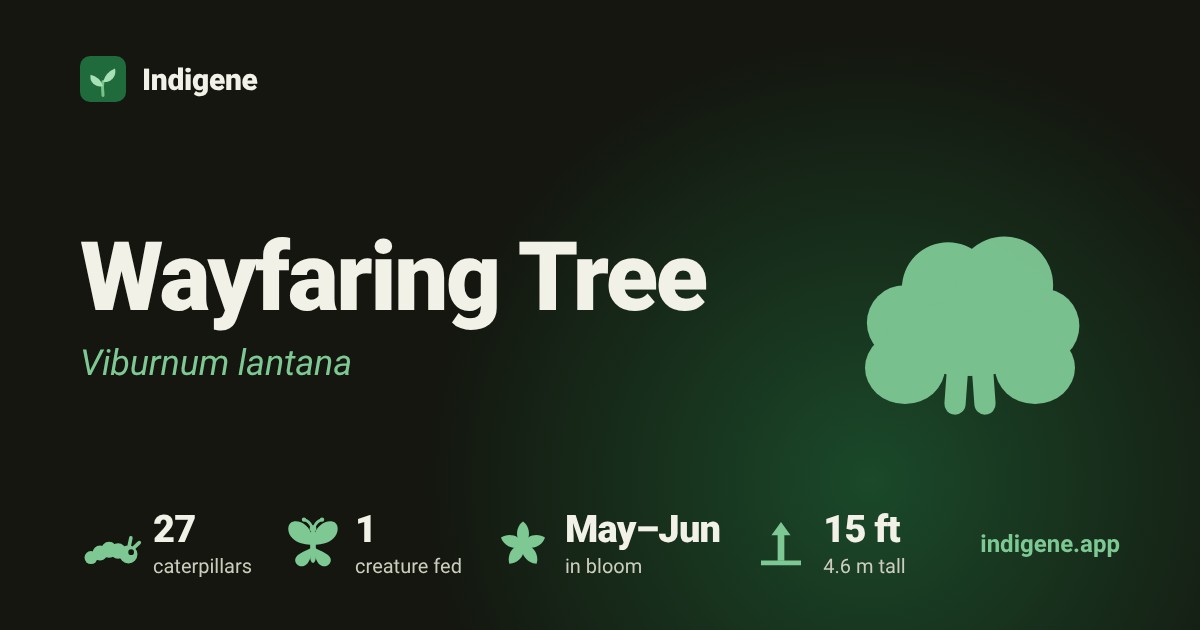 Indigene
Wayfaring Tree
Viburnum lantana
27
caterpillars
1
creature fed
May–Jun
in bloom
15 ft
4.6 m tall
indigene.app